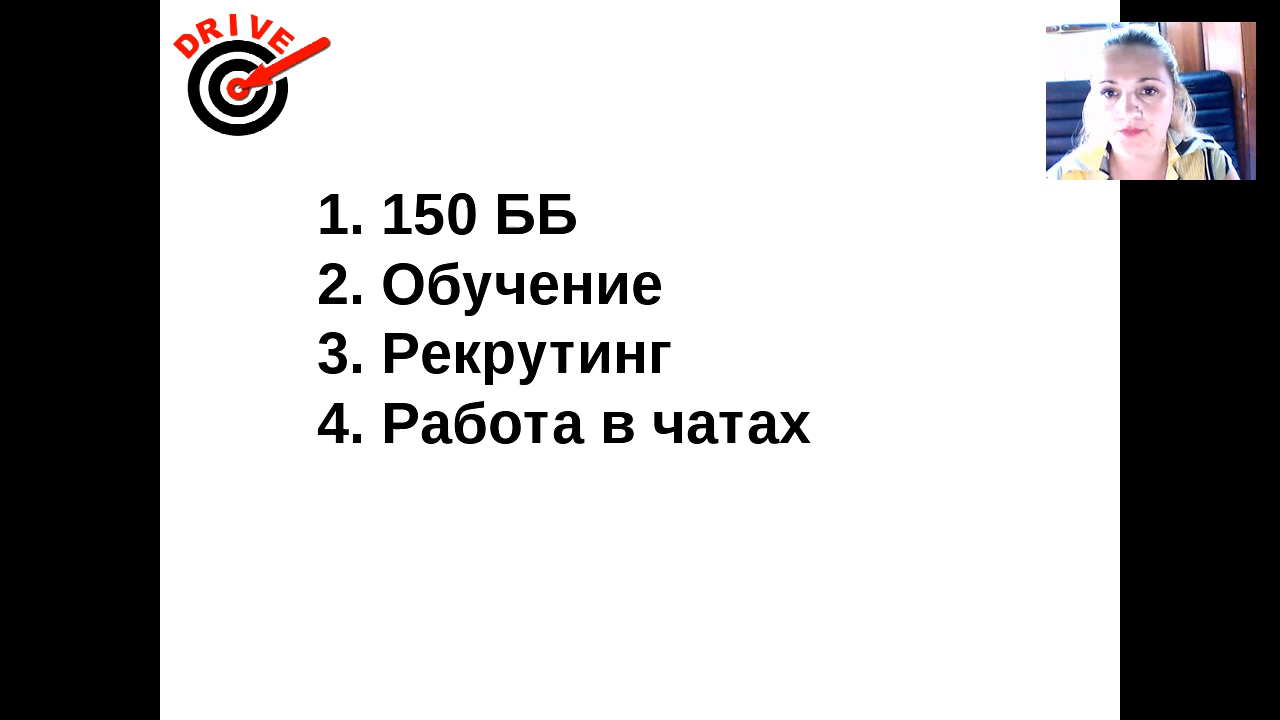 DRIVE
1. 150 ББ
2. Обучение
3. Рекрутинг
4. Работа в чатах